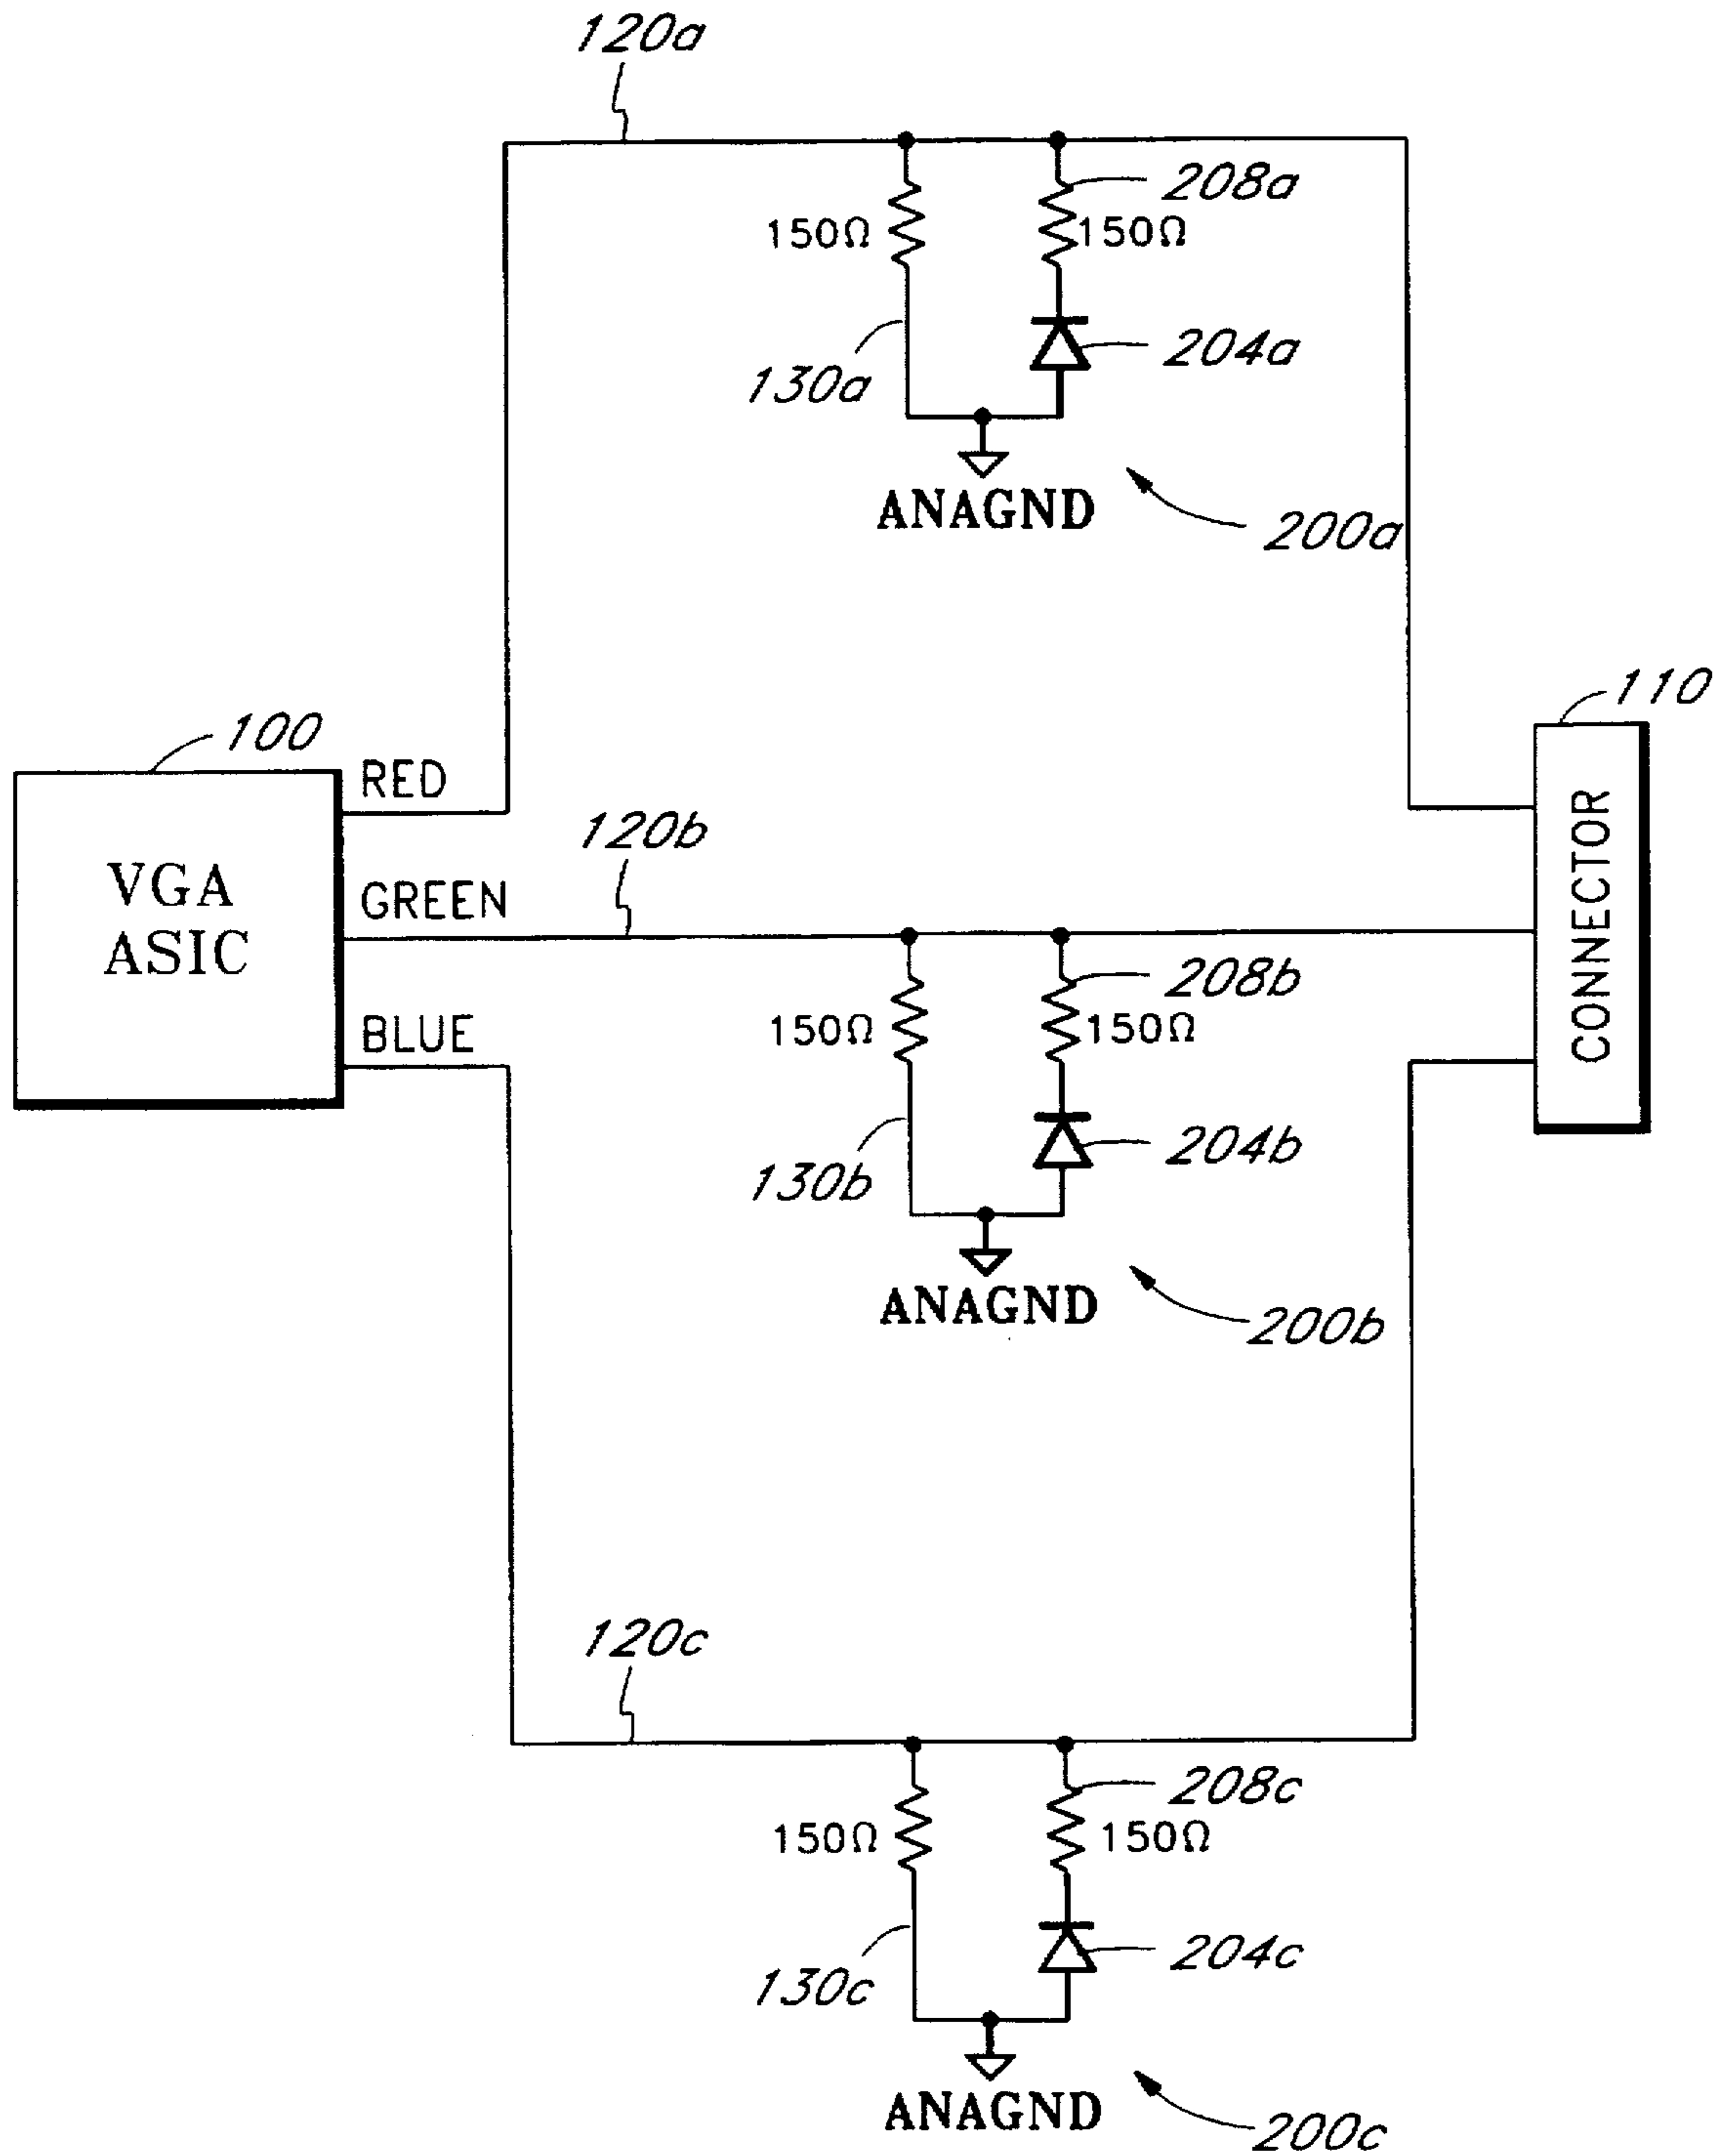 120a
208a
150Ω
150Ω
204a
130a
ANAGND
200a
110
100
RED
120b
VGA
ASIC
GREEN
CONNECTOR
208b
150Ω
150Ω
BLUE
204b
130b
ANAGND
200b
120c
208c
150Ω
150Ω
204c
130c
ANAGND
200c